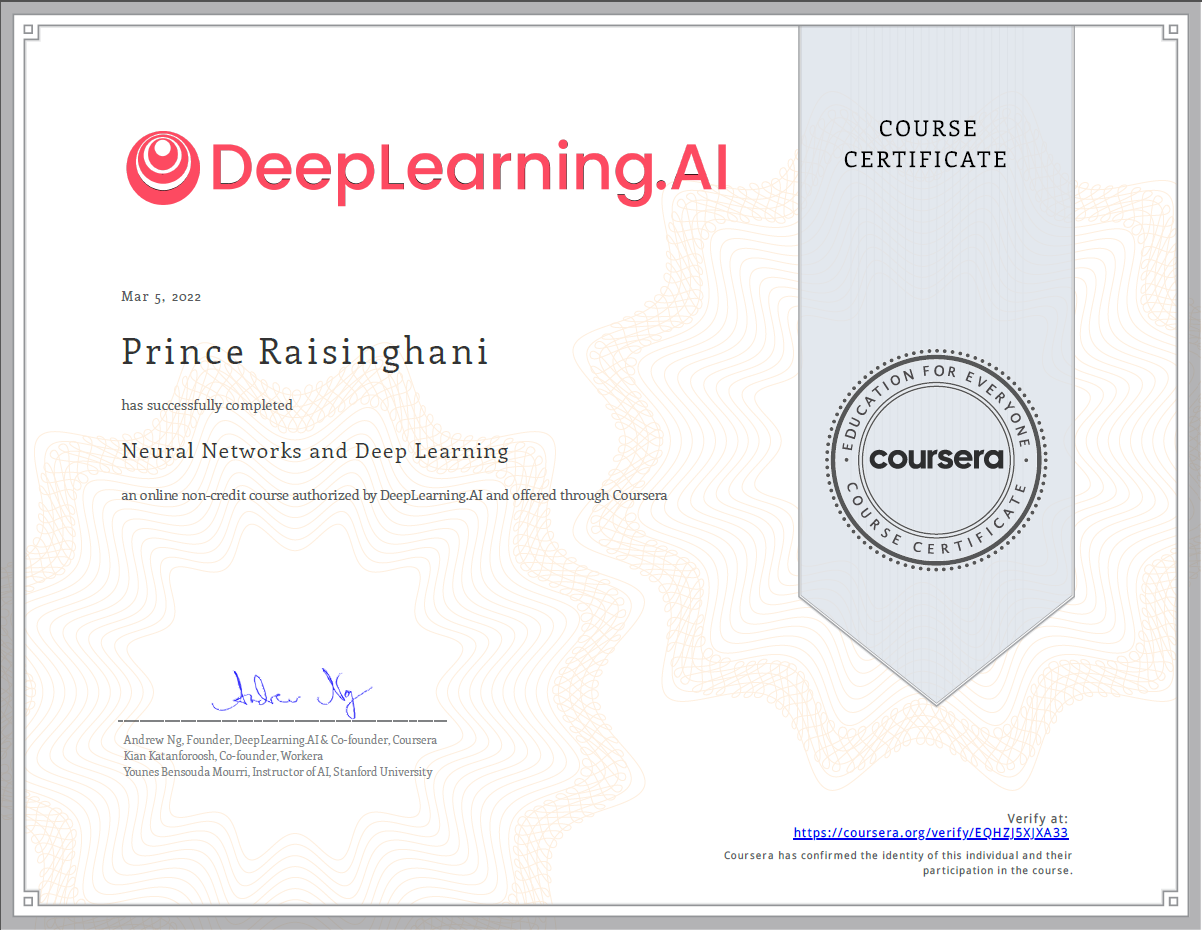 DeepLearning.AI
COURSE
CERTIFICATE
Mar 5, 2022
Prince Raisinghani
has successfully completed
Neural Networks and Deep Learning
an online non-credit course authorized by DeepLearning.AI and offered through Coursera
EDUCATION FOR EVERYONE
coursera
COURSE CERTIFICATE
Andrew Ng
Andrew Ng, Founder, DeepLearning.AI & Co-founder, Coursera
Kian Katanforoosh, Co-founder, Workera
Younes Bensouda Mourri, Instructor of AI, Stanford University
Verify at:
https://coursera.org/verify/EQHZJ5XJXA33
Coursera has confirmed the identity of this individual and their
participation in the course.